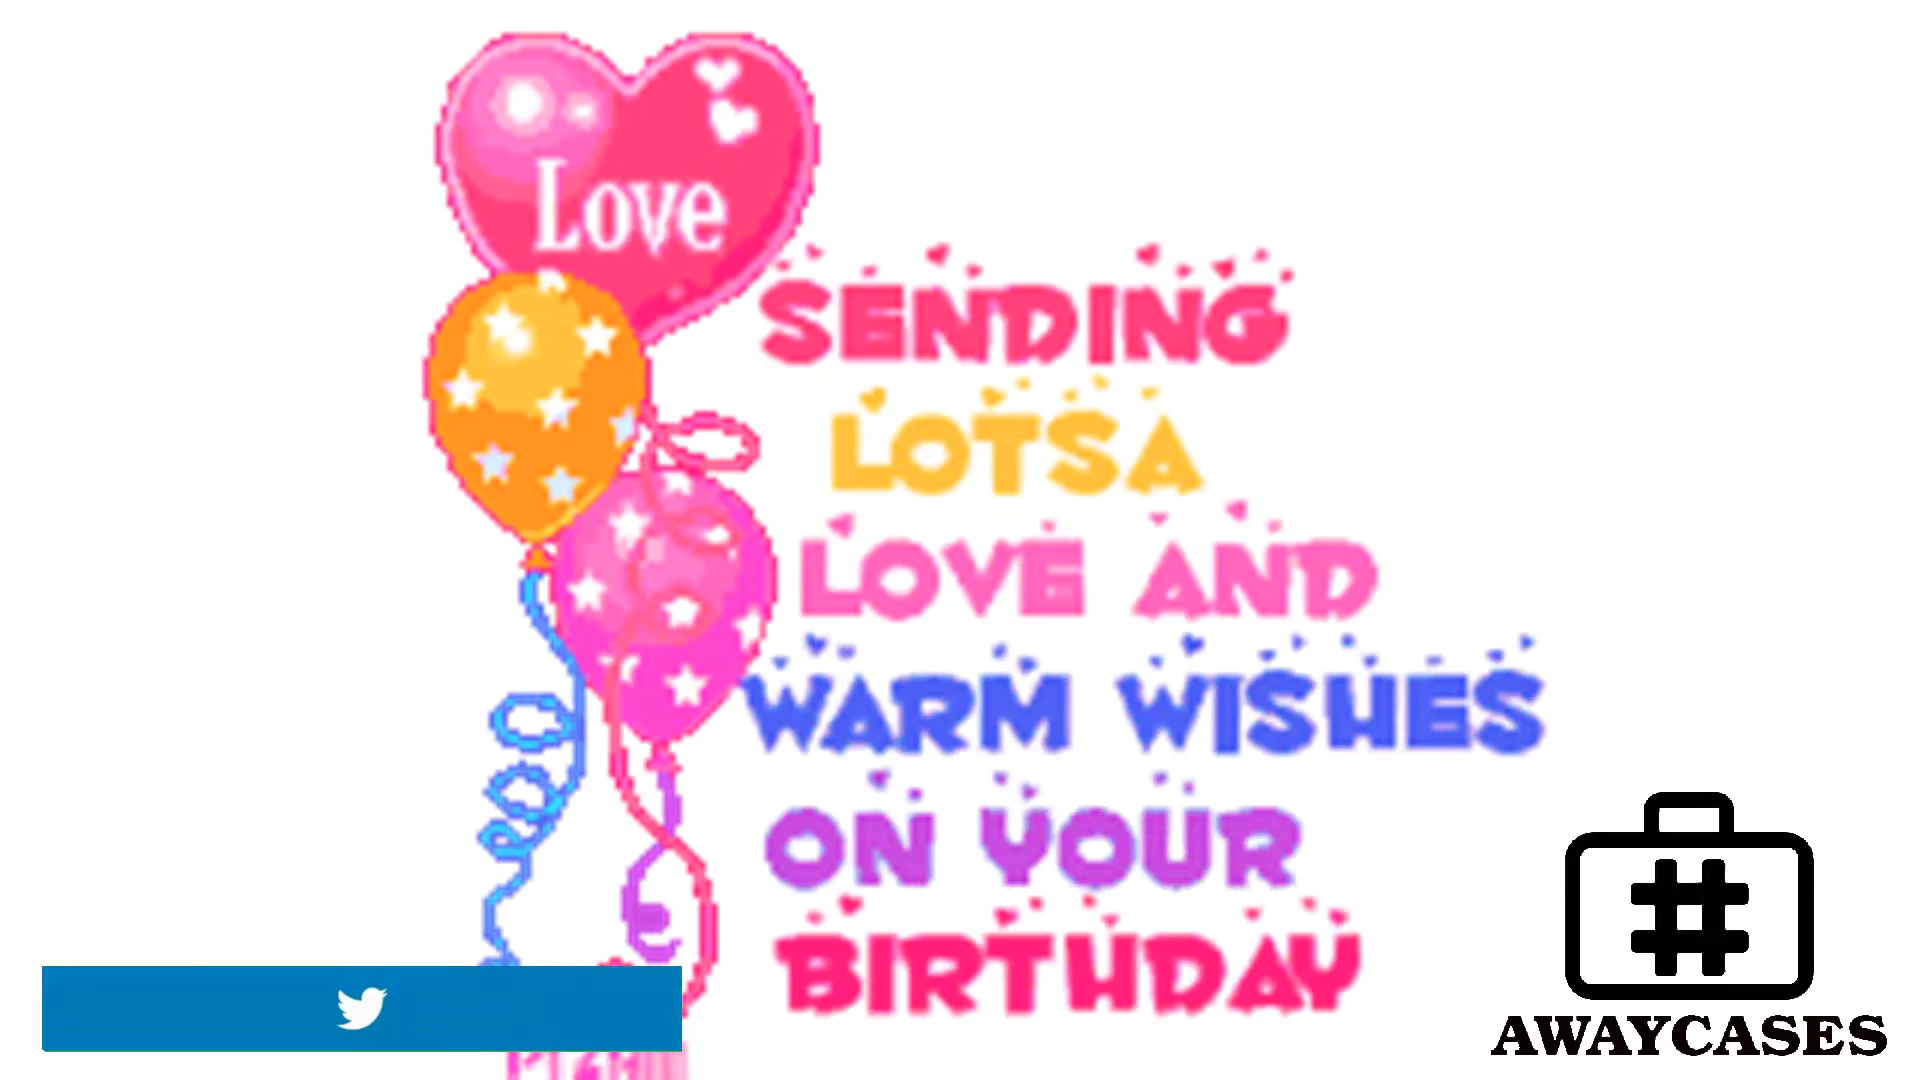 Love
SENDING
LOTSA
LOVE AND
WARM WISHES
ON YOUR
BIRTHDAY
#
AWAYCASES